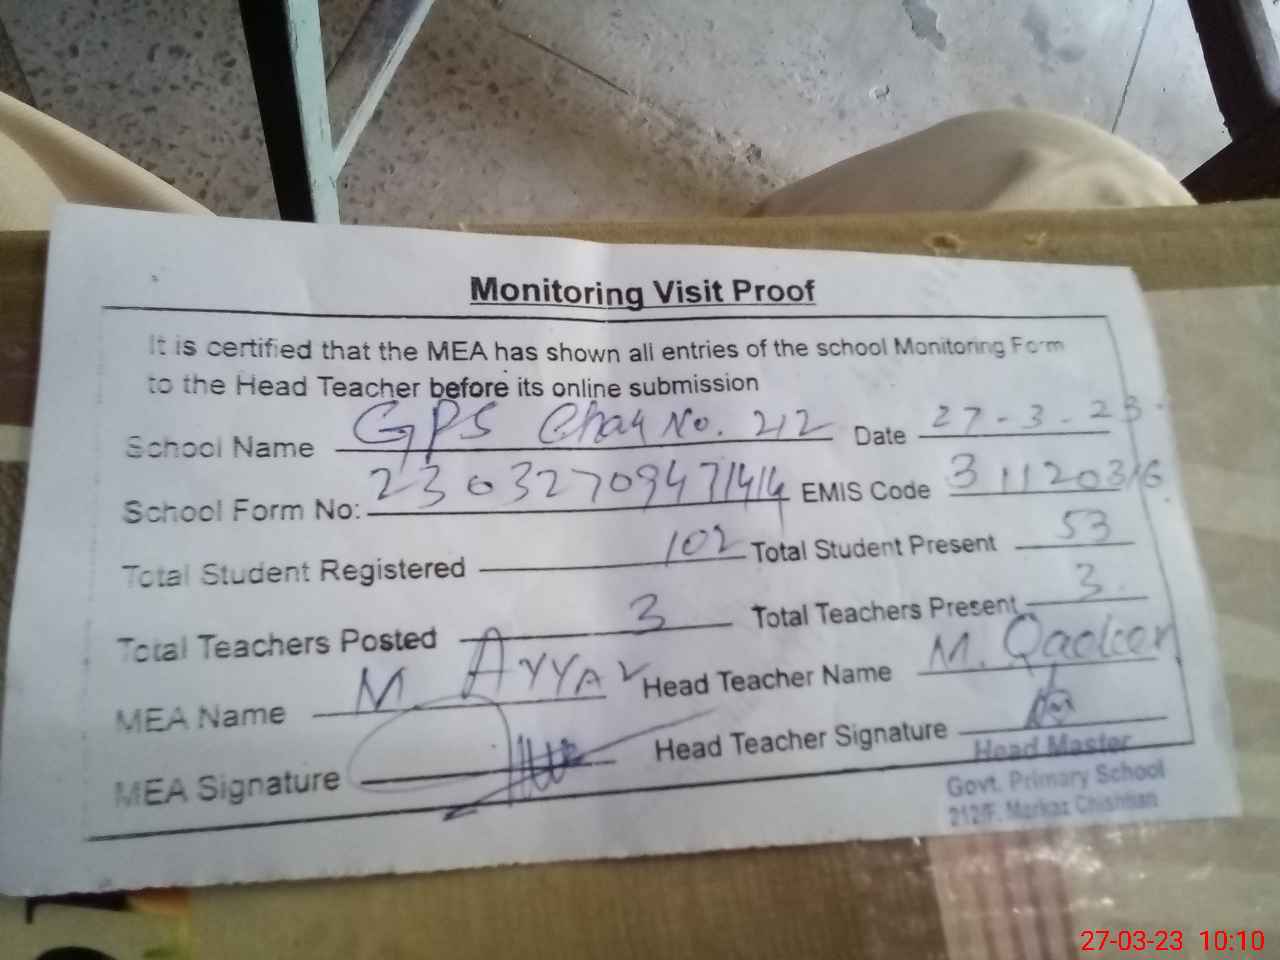 Monitoring Visit Proof
It is certified that the MEA has shown all entries of the school Monitoring Form
to the Head Teacher before its online submission
School Name GPS Chak No. 212 Date 27-3-23
School Form No: 23032709471414 EMIS Code 31120316
Total Student Registered 102 Total Student Present 53
Total Teachers Posted 3 Total Teachers Present 3
MEA Name M. Head Teacher Name M. Qadeer
MEA Signature Head Teacher Signature
Head Master
Govt. Primary School
212/F. Markaz Chishtian
27-03-23 10:10